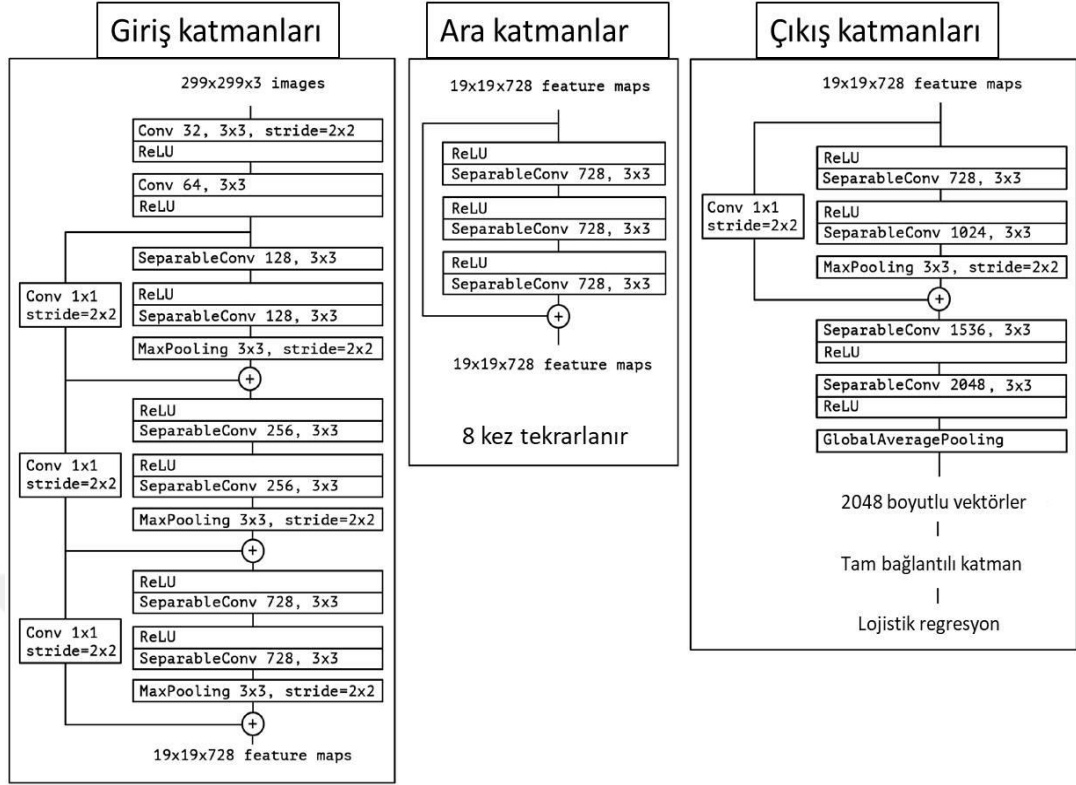 Giriş katmanları
299x299x3 images
Conv 32, 3x3, stride=2x2
ReLU
Conv 64, 3x3
ReLU
SeparableConv 128, 3x3
Conv 1x1
stride=2x2
ReLU
SeparableConv 128, 3x3
MaxPooling 3x3, stride=2x2
+
ReLU
SeparableConv 256, 3x3
Conv 1x1
stride=2x2
ReLU
SeparableConv 256, 3x3
MaxPooling 3x3, stride=2x2
+
ReLU
SeparableConv 728, 3x3
Conv 1x1
stride=2x2
ReLU
SeparableConv 728, 3x3
MaxPooling 3x3, stride=2x2
+
19x19x728 feature maps
Ara katmanlar
19x19x728 feature maps
ReLU
SeparableConv 728, 3x3
ReLU
SeparableConv 728, 3x3
ReLU
SeparableConv 728, 3x3
+
19x19x728 feature maps
8 kez tekrarlanır
Çıkış katmanları
19x19x728 feature maps
ReLU
SeparableConv 728, 3x3
Conv 1x1
stride=2x2
ReLU
SeparableConv 1024, 3x3
MaxPooling 3x3, stride=2x2
+
SeparableConv 1536, 3x3
ReLU
SeparableConv 2048, 3x3
ReLU
GlobalAveragePooling
2048 boyutlu vektörler
Tam bağlantılı katman
Lojistik regresyon